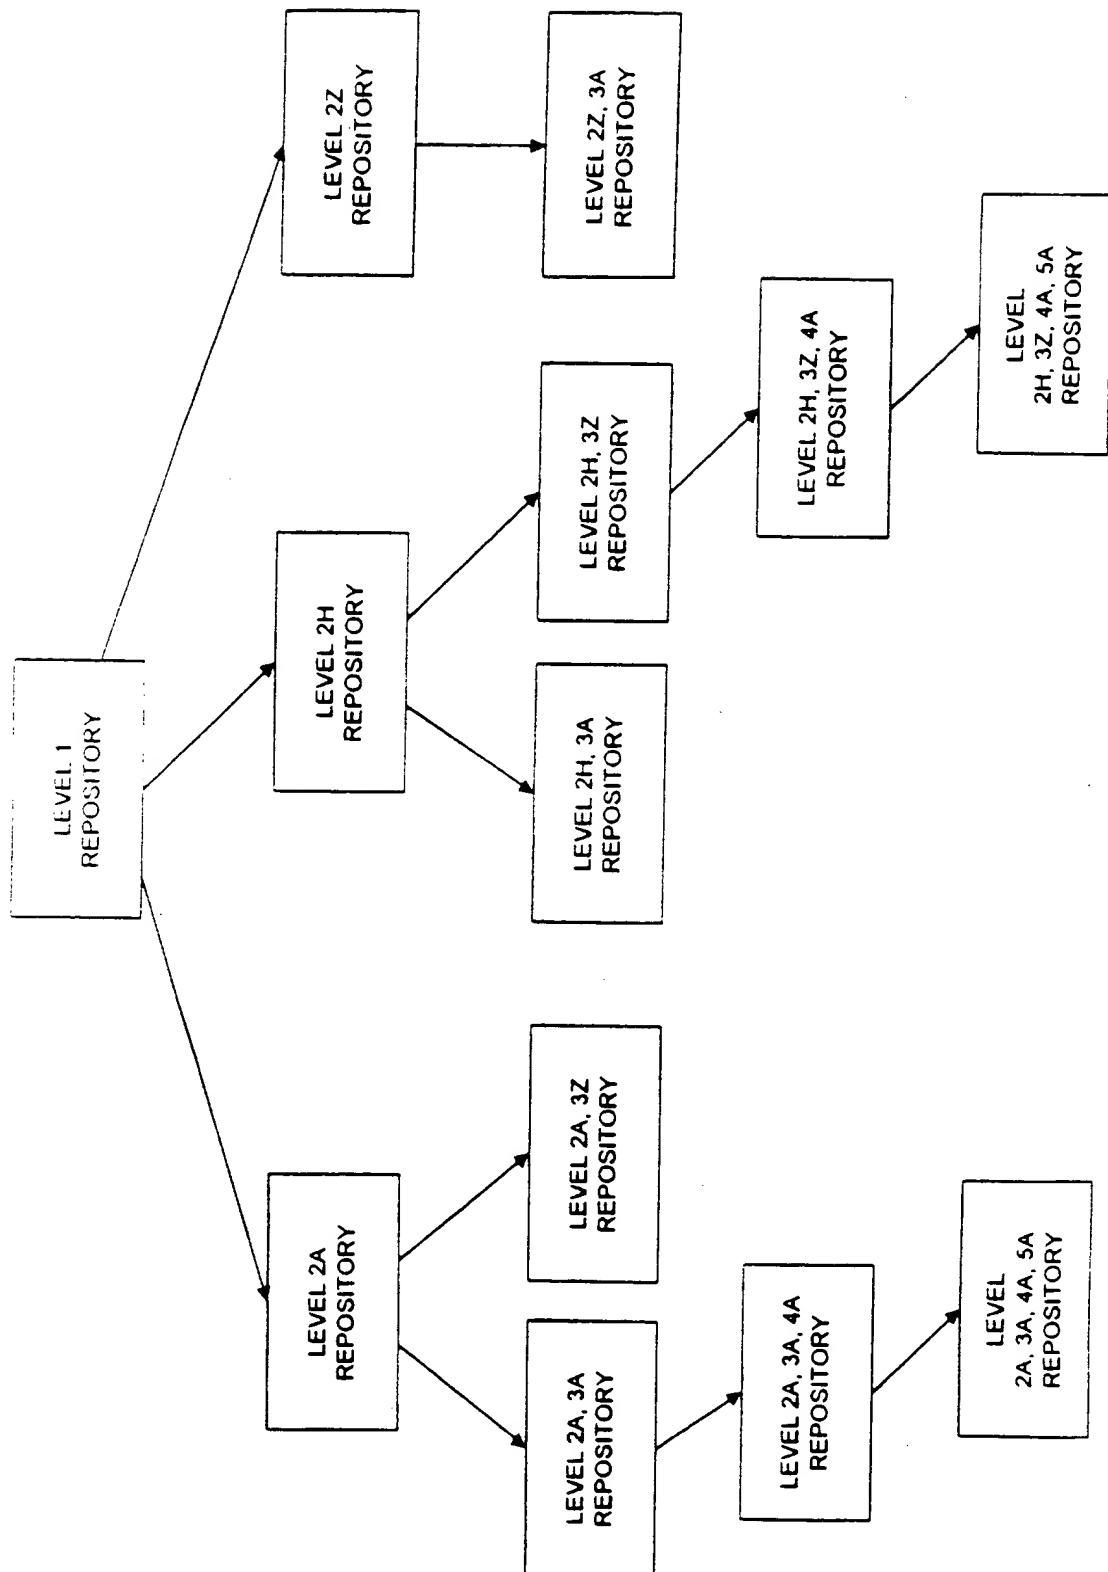 LEVEL 1
REPOSITORY
LEVEL 2A
REPOSITORY
LEVEL 2H
REPOSITORY
LEVEL 2Z
REPOSITORY
LEVEL 2A, 3A
REPOSITORY
LEVEL 2A, 3Z
REPOSITORY
LEVEL 2H, 3A
REPOSITORY
LEVEL 2H, 3Z
REPOSITORY
LEVEL 2Z, 3A
REPOSITORY
LEVEL 2A, 3A, 4A
REPOSITORY
LEVEL 2H, 3Z, 4A
REPOSITORY
LEVEL
2A, 3A, 4A, 5A
REPOSITORY
LEVEL
2H, 3Z, 4A, 5A
REPOSITORY